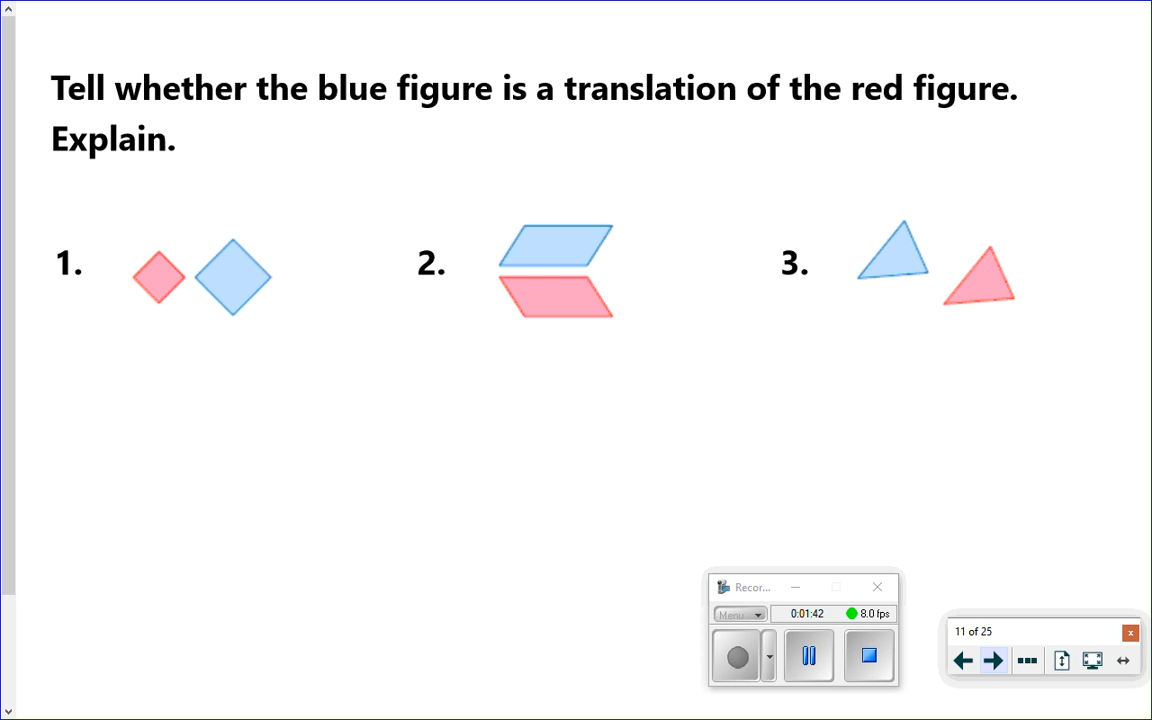 Tell whether the blue figure is a translation of the red figure.
Explain.
1.
2.
3.
Recor...
Menu
0:01:42
8.0 fps
11 of 25
x